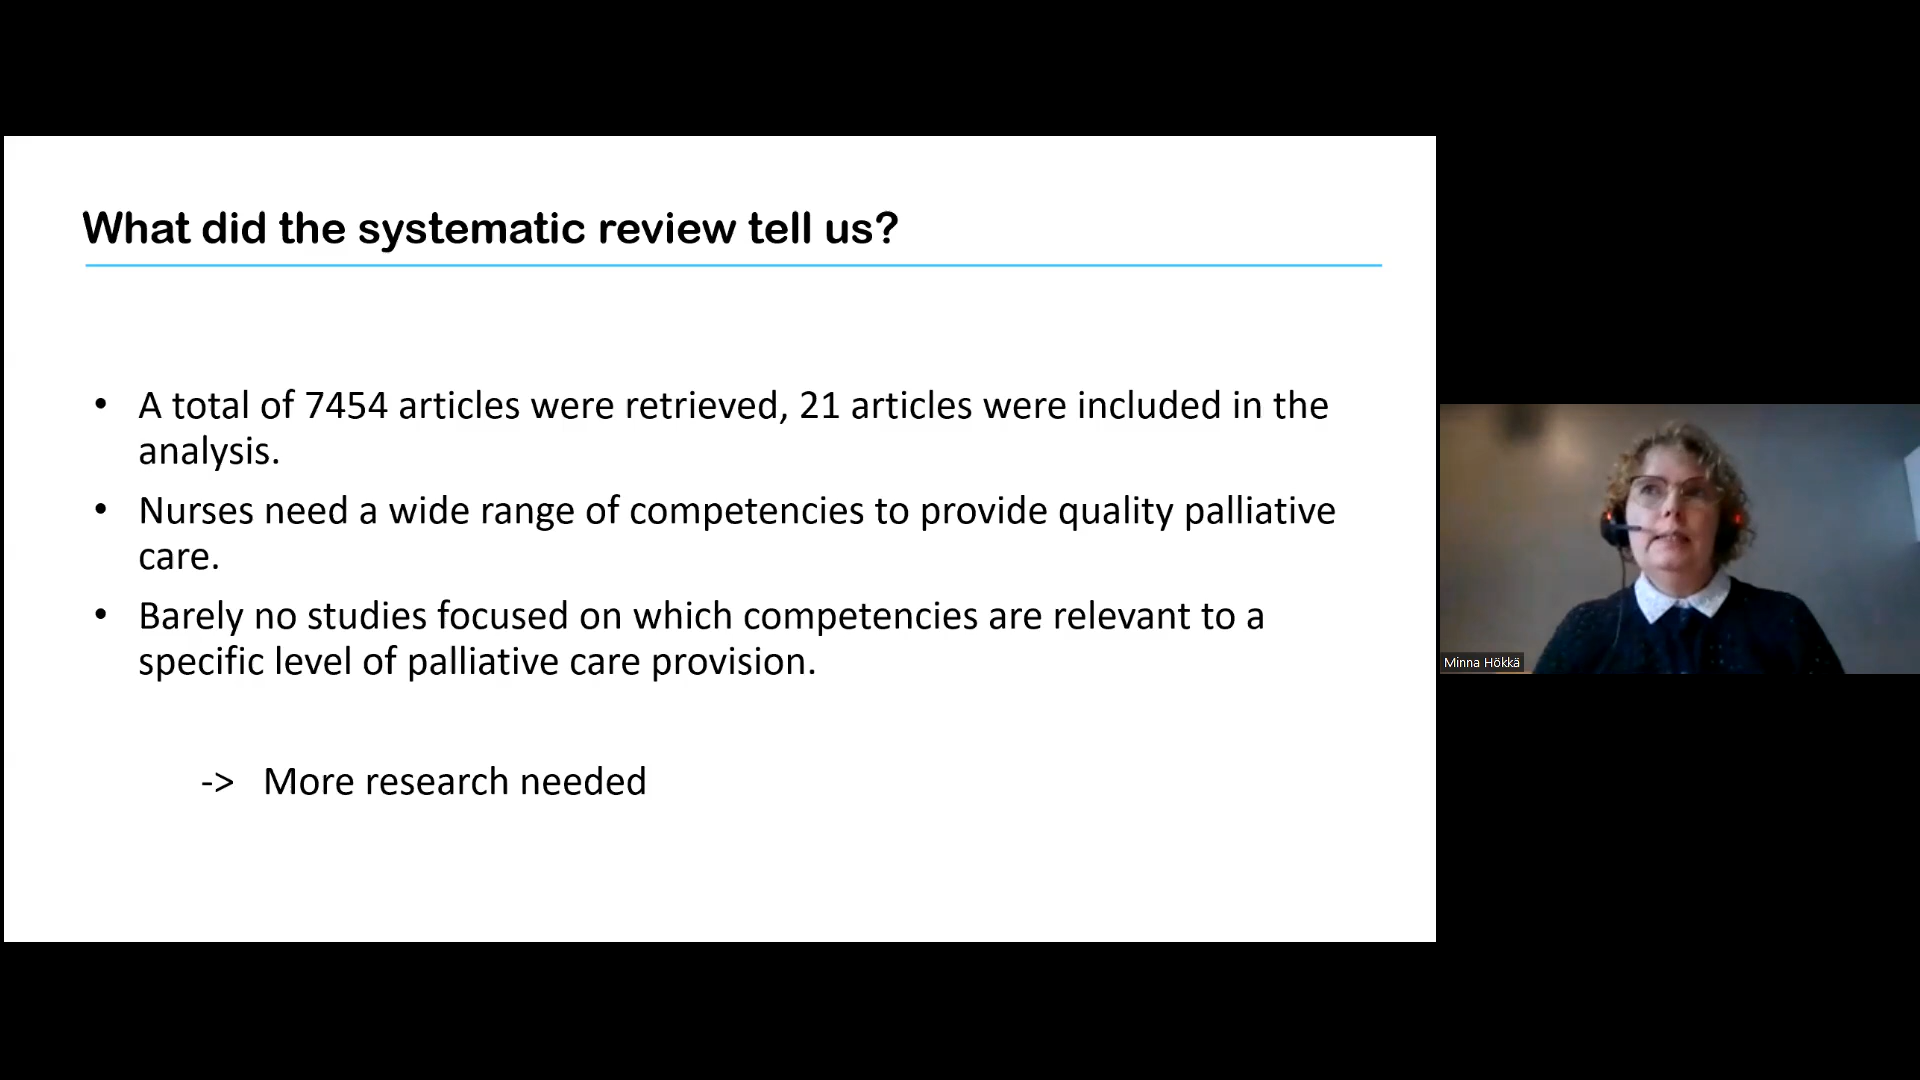 What did the systematic review tell us?
• A total of 7454 articles were retrieved, 21 articles were included in the
analysis.
• Nurses need a wide range of competencies to provide quality palliative
care.
• Barely no studies focused on which competencies are relevant to a
specific level of palliative care provision.
-> More research needed
Minna Hökkä